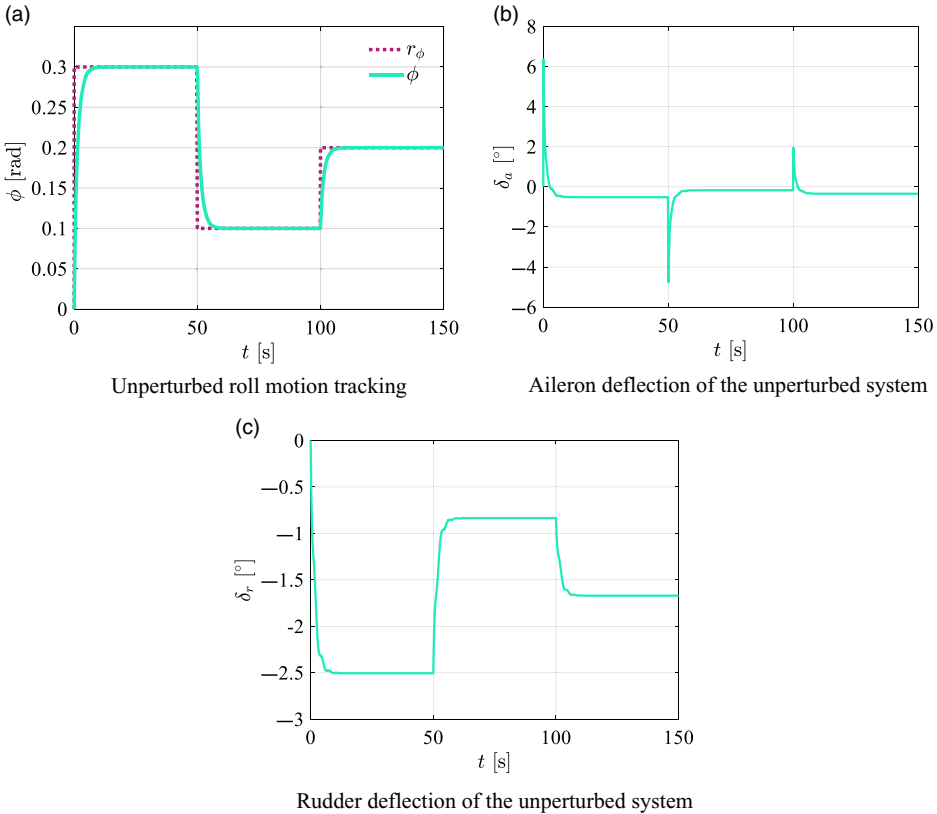 (a)
0.3
0.25
0.2
0.15
0.1
0.05
0
ϕ [rad]
r_ϕ
ϕ
0 50 100 150
t [s]
Unperturbed roll motion tracking
(b)
8
6
4
2
0
−2
−4
−6
δ_a [°]
0 50 100 150
t [s]
Aileron deflection of the unperturbed system
(c)
0
−0.5
−1
−1.5
-2
−2.5
−3
δ_r [°]
0 50 100 150
t [s]
Rudder deflection of the unperturbed system